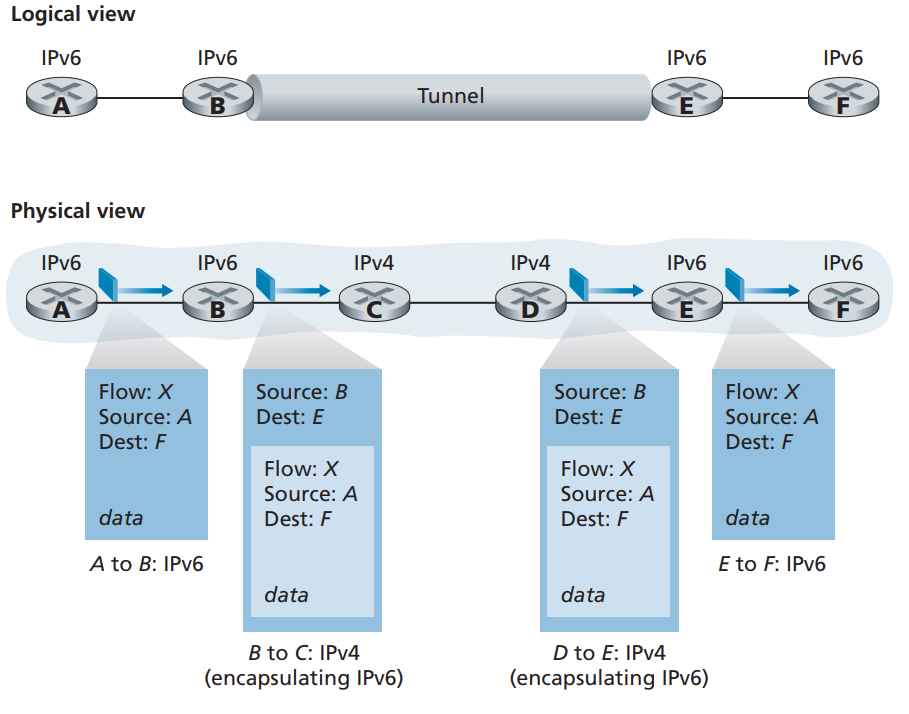 Logical view
IPv6 IPv6 IPv6 IPv6
A B Tunnel E F
Physical view
IPv6 IPv6 IPv4 IPv4 IPv6 IPv6
A B C D E F
Flow: X
Source: A
Dest: F
data
A to B: IPv6
Source: B
Dest: E
Flow: X
Source: A
Dest: F
data
B to C: IPv4
(encapsulating IPv6)
Source: B
Dest: E
Flow: X
Source: A
Dest: F
data
D to E: IPv4
(encapsulating IPv6)
Flow: X
Source: A
Dest: F
data
E to F: IPv6